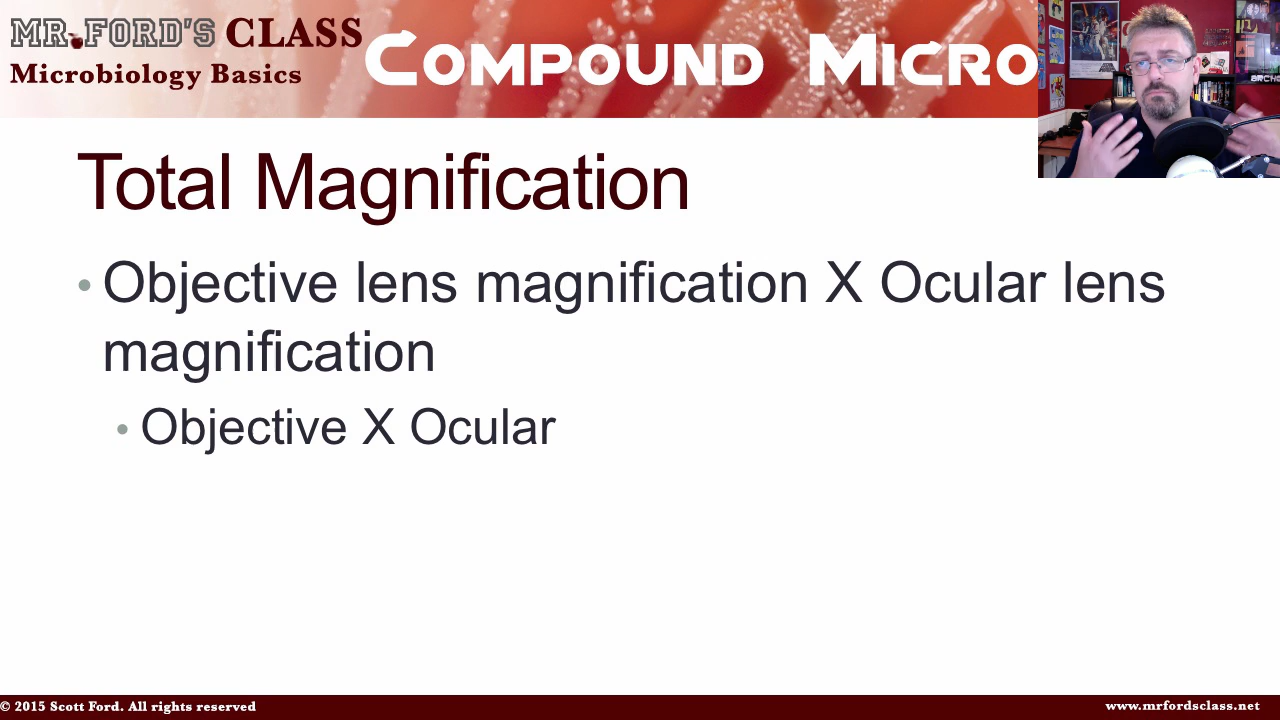 MR. FORD'S CLASS
Microbiology Basics
COMPOUND MICRO
Total Magnification
• Objective lens magnification X Ocular lens
magnification
• Objective X Ocular
© 2015 Scott Ford. All rights reserved
www.mrfordsclass.net